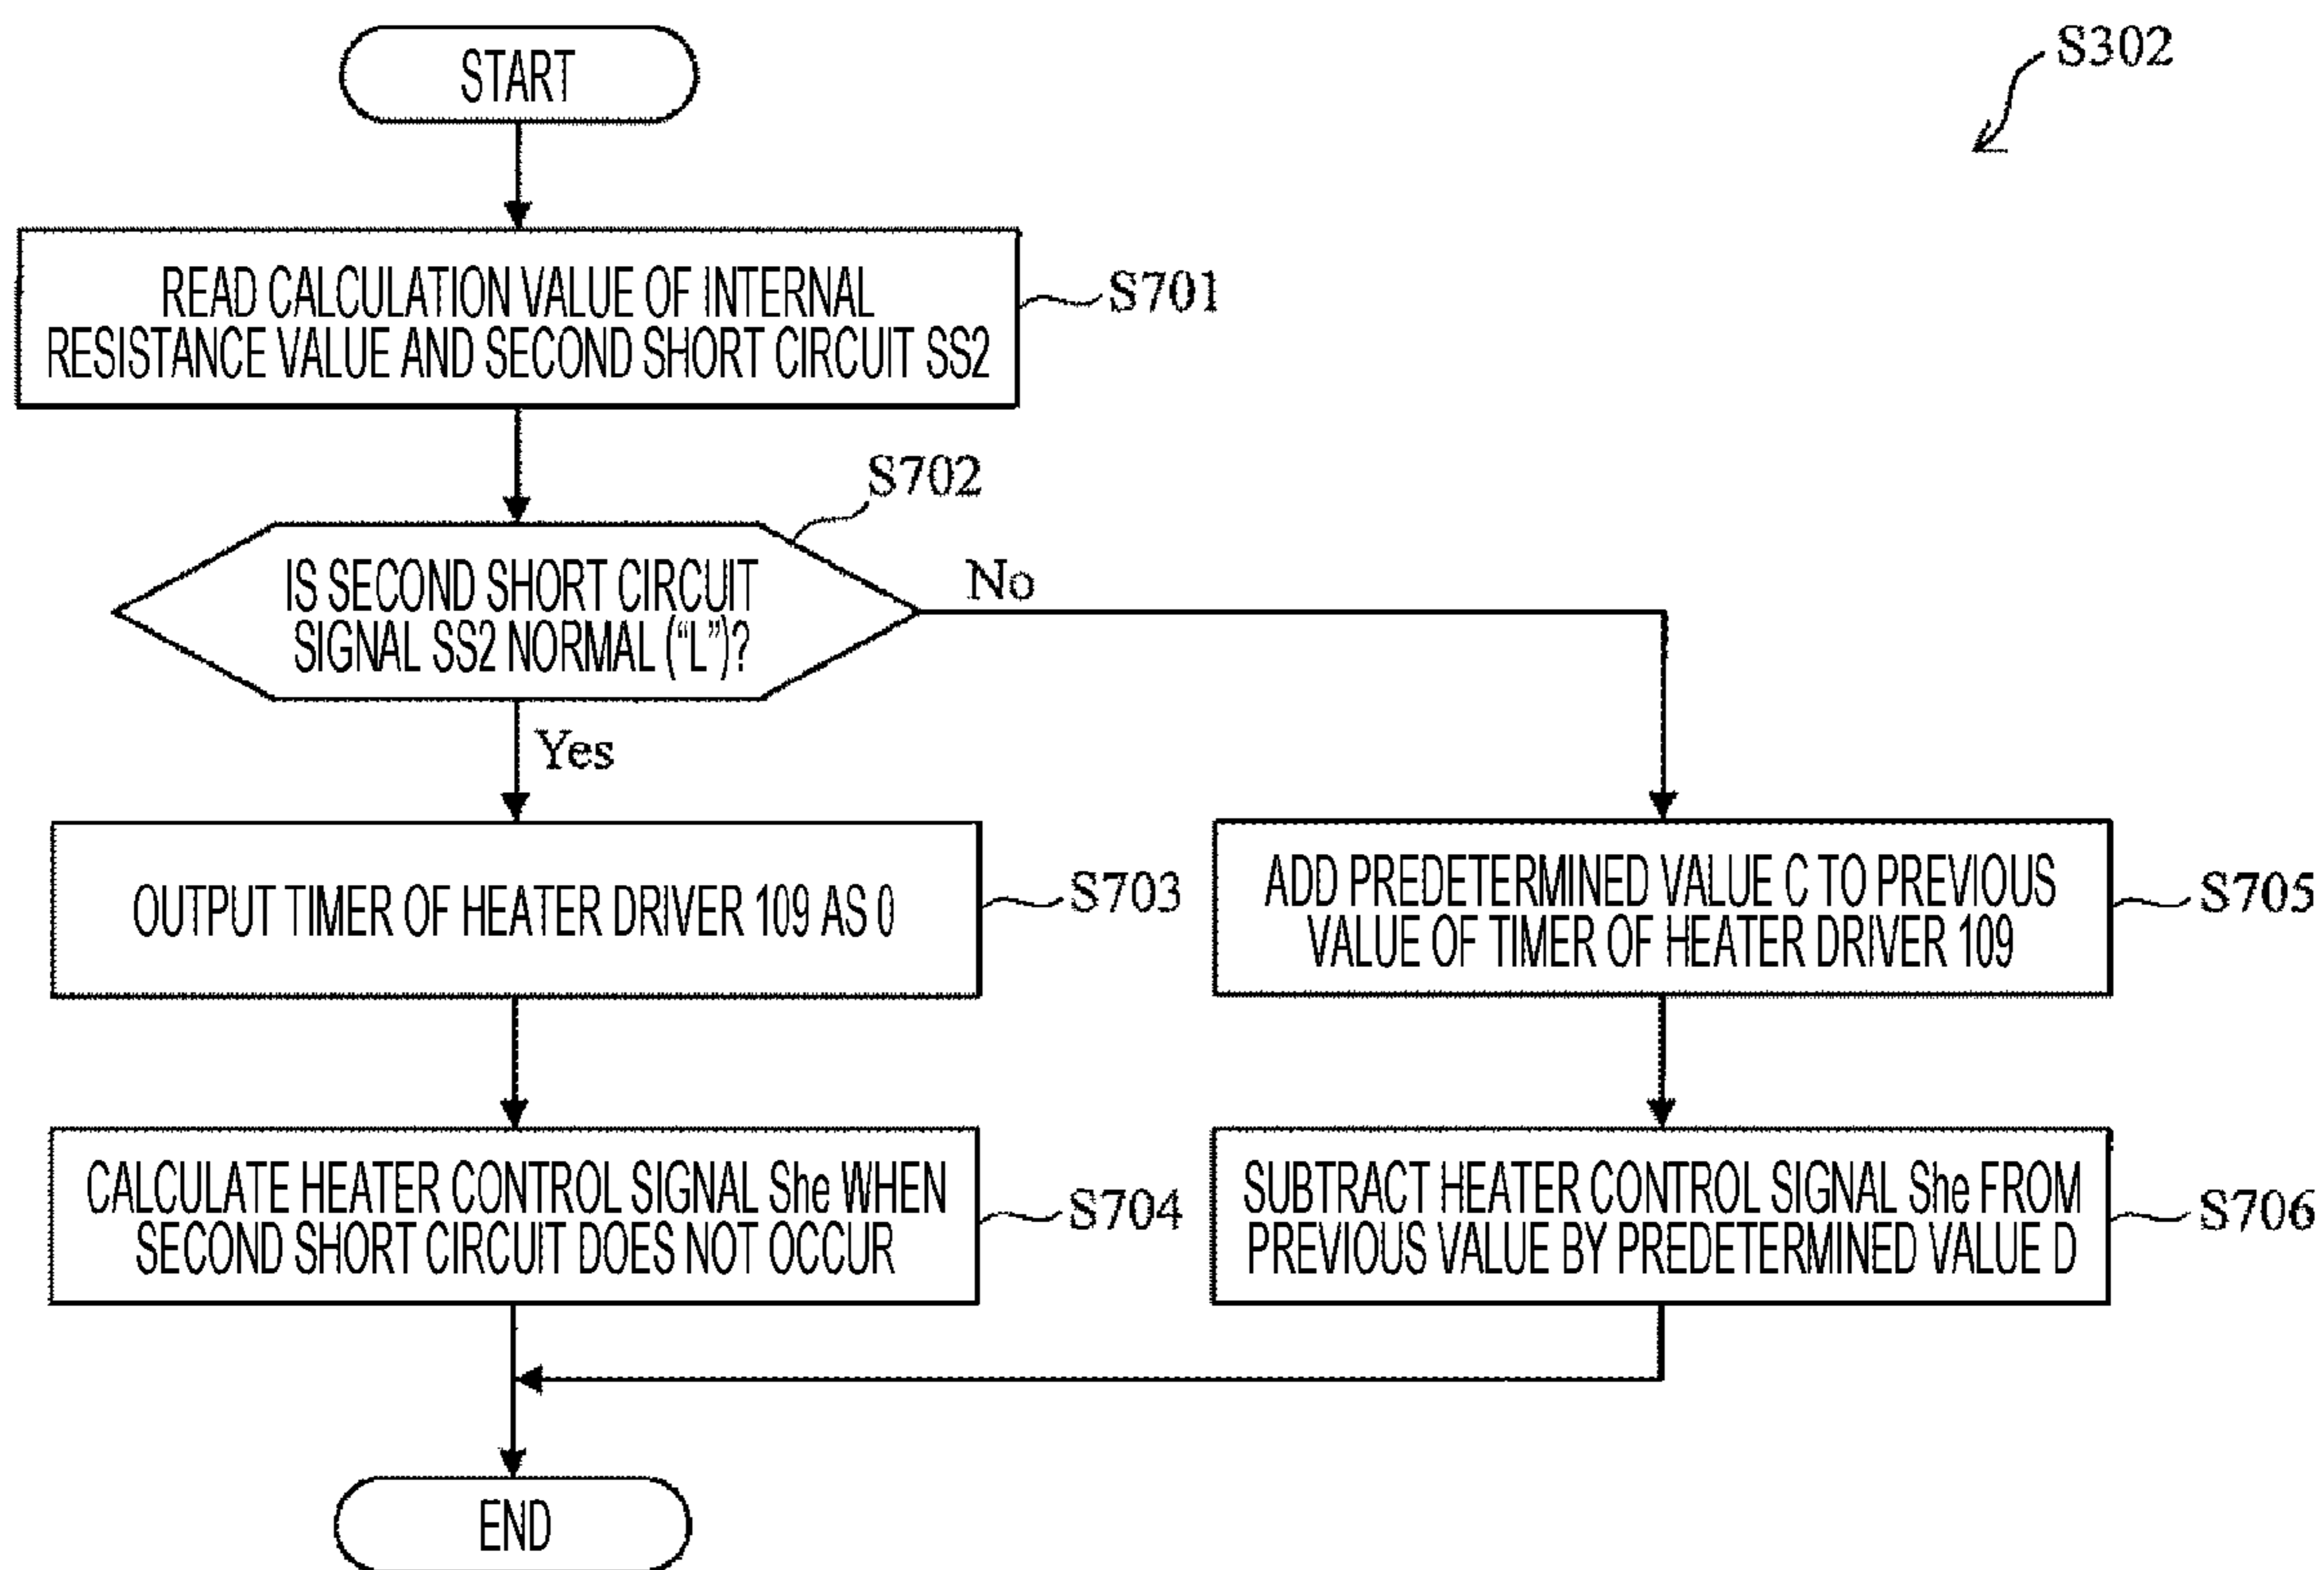 START
S302
READ CALCULATION VALUE OF INTERNAL
RESISTANCE VALUE AND SECOND SHORT CIRCUIT SS2
S701
S702
IS SECOND SHORT CIRCUIT
SIGNAL SS2 NORMAL (“L”)?
No
Yes
OUTPUT TIMER OF HEATER DRIVER 109 AS 0
S703
ADD PREDETERMINED VALUE C TO PREVIOUS
VALUE OF TIMER OF HEATER DRIVER 109
S705
CALCULATE HEATER CONTROL SIGNAL She WHEN
SECOND SHORT CIRCUIT DOES NOT OCCUR
S704
SUBTRACT HEATER CONTROL SIGNAL She FROM
PREVIOUS VALUE BY PREDETERMINED VALUE D
S706
END